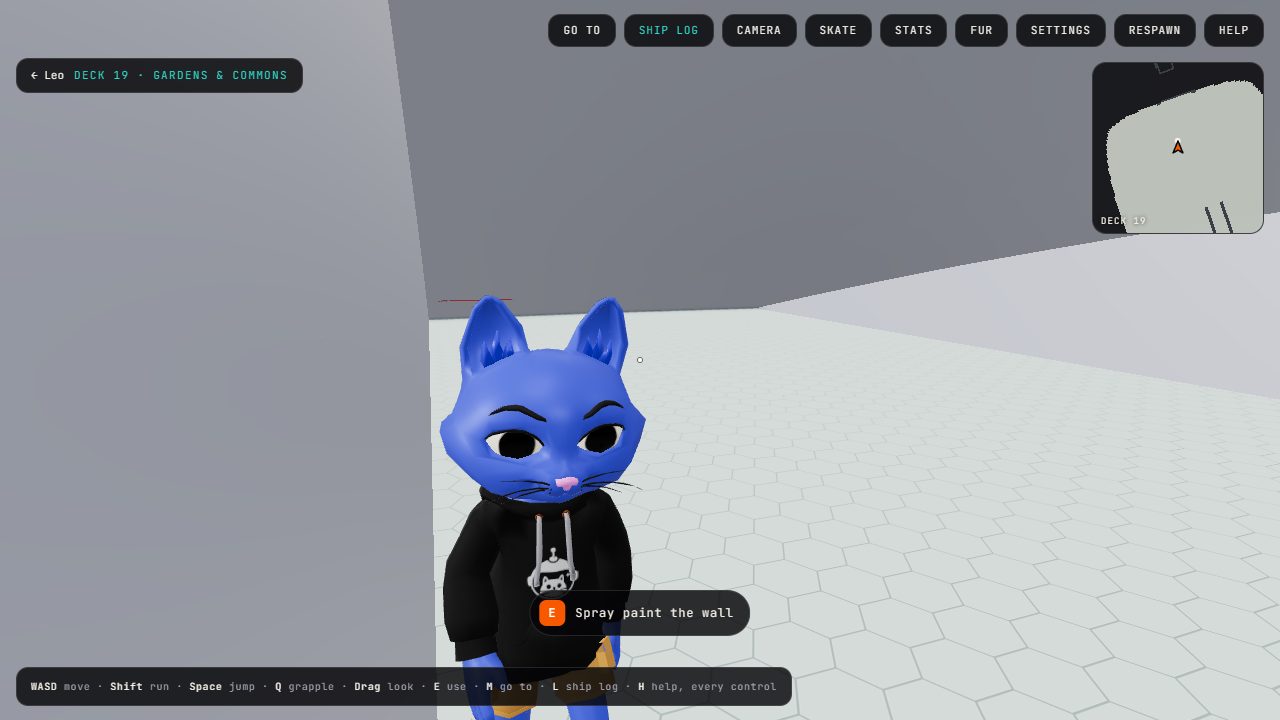 GO TO
SHIP LOG
CAMERA
SKATE
STATS
FUR
SETTINGS
RESPAWN
HELP
← Leo DECK 19 · GARDENS & COMMONS
DECK 19
E Spray paint the wall
WASD move · Shift run · Space jump · Q grapple · Drag look · E use · M go to · L ship log · H help, every control